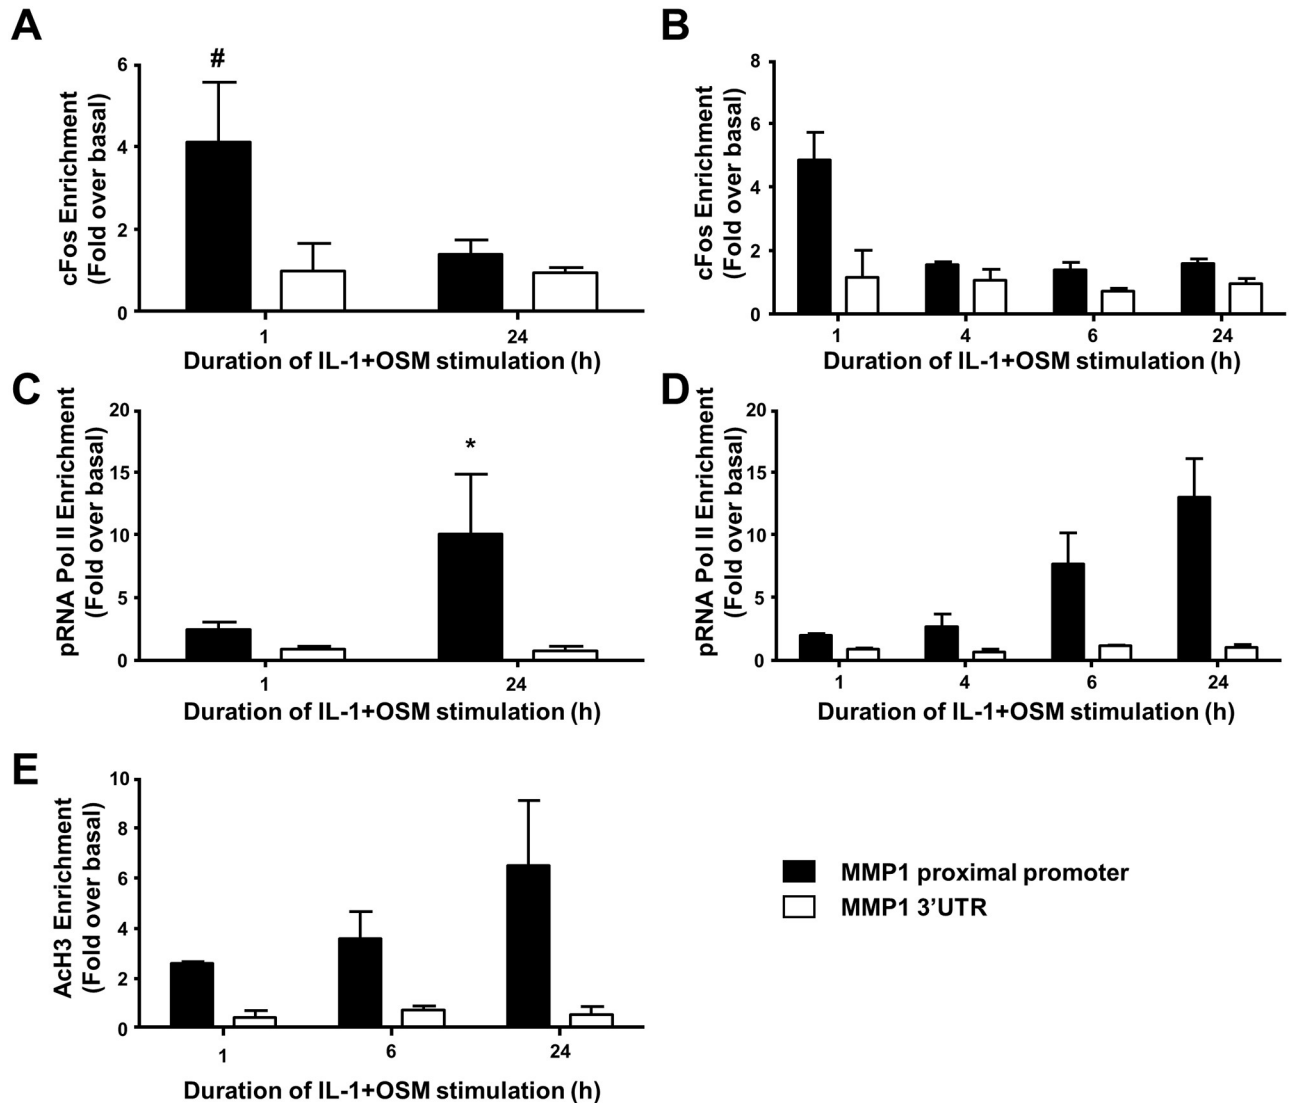 A
cFos Enrichment
(Fold over basal)
6
4
2
0
#
1
24
Duration of IL-1+OSM stimulation (h)
B
cFos Enrichment
(Fold over basal)
8
6
4
2
0
1
4
6
24
Duration of IL-1+OSM stimulation (h)
C
pRNA Pol II Enrichment
(Fold over basal)
20
15
10
5
0
*
1
24
Duration of IL-1+OSM stimulation (h)
D
pRNA Pol II Enrichment
(Fold over basal)
20
15
10
5
0
1
4
6
24
Duration of IL-1+OSM stimulation (h)
E
AcH3 Enrichment
(Fold over basal)
10
8
6
4
2
0
1
6
24
Duration of IL-1+OSM stimulation (h)
MMP1 proximal promoter
MMP1 3’UTR